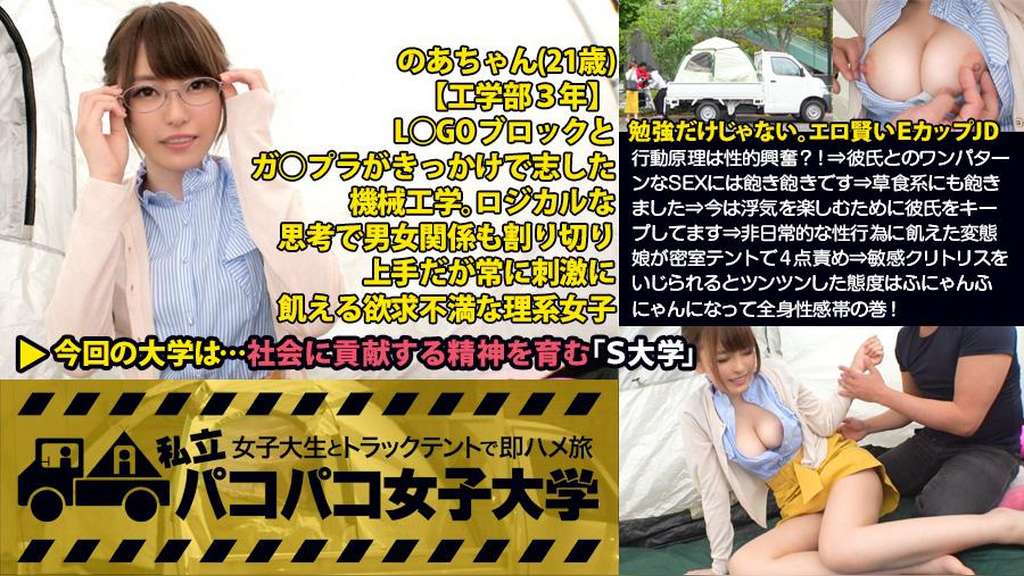 のあちゃん(21歳)
【工学部3年】
L○GOブロックと
ガ○プラがきっかけで志した
機械工学。ロジカルな
思考で男女関係も割り切り
上手だが常に刺激に
飢える欲求不満な理系女子
勉強だけじゃない。エロ賢いEカップJD
行動原理は性的興奮？！⇒彼氏とのワンパター
ンなSEXには飽き飽きです⇒草食系にも飽き
ました⇒今は浮気を楽しむために彼氏をキー
プしてます⇒非日常的な性行為に飢えた変態
娘が密室テントで4点責め⇒敏感クリトリスを
いじられるとツンツンした態度はふにゃんふ
にゃんになって全身性感帯の巻！
▶今回の大学は…社会に貢献する精神を育む「S大学」
私立 女子大生とトラックテントで即ハメ旅
パコパコ女子大学